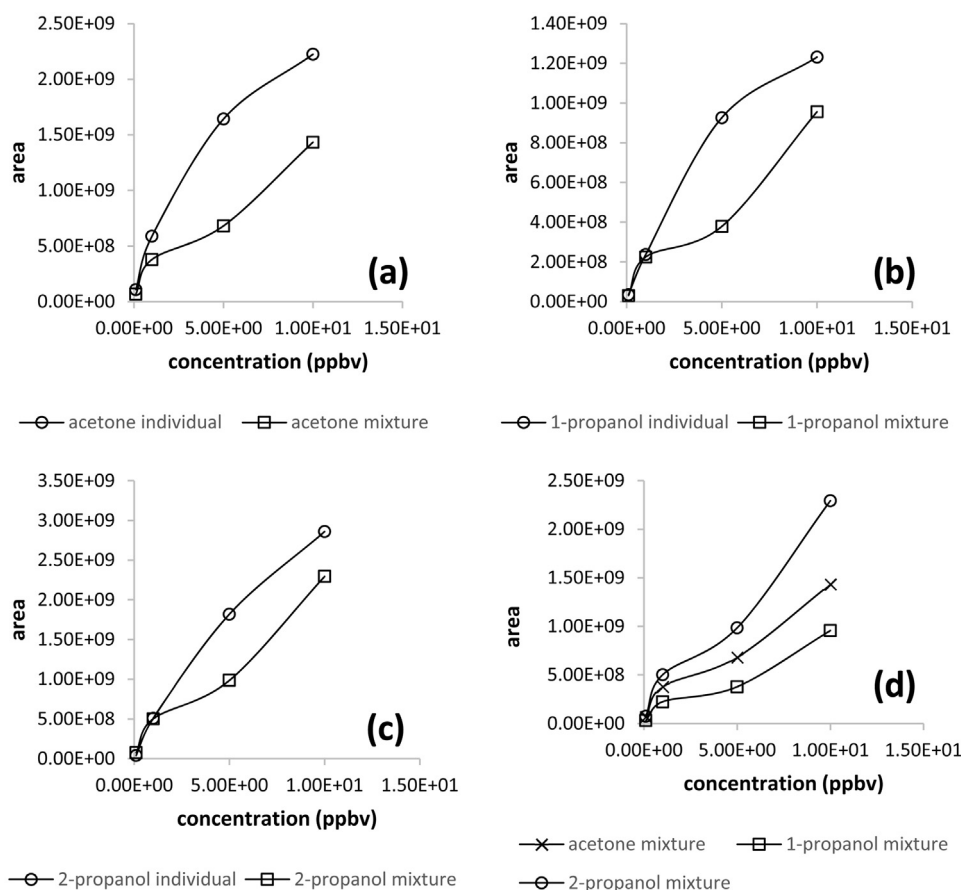 2.50E+09
2.00E+09
1.50E+09
1.00E+09
5.00E+08
0.00E+00
area
0.00E+00 5.00E+00 1.00E+01 1.50E+01
concentration (ppbv)
(a)
acetone individual acetone mixture
1.40E+09
1.20E+09
1.00E+09
8.00E+08
6.00E+08
4.00E+08
2.00E+08
0.00E+00
area
0.00E+00 5.00E+00 1.00E+01 1.50E+01
concentration (ppbv)
(b)
1-propanol individual 1-propanol mixture
3.50E+09
3.00E+09
2.50E+09
2.00E+09
1.50E+09
1.00E+09
5.00E+08
0.00E+00
area
0.00E+00 5.00E+00 1.00E+01 1.50E+01
concentration (ppbv)
(c)
2-propanol individual 2-propanol mixture
2.50E+09
2.00E+09
1.50E+09
1.00E+09
5.00E+08
0.00E+00
area
0.00E+00 5.00E+00 1.00E+01 1.50E+01
concentration (ppbv)
(d)
acetone mixture 1-propanol mixture
2-propanol mixture